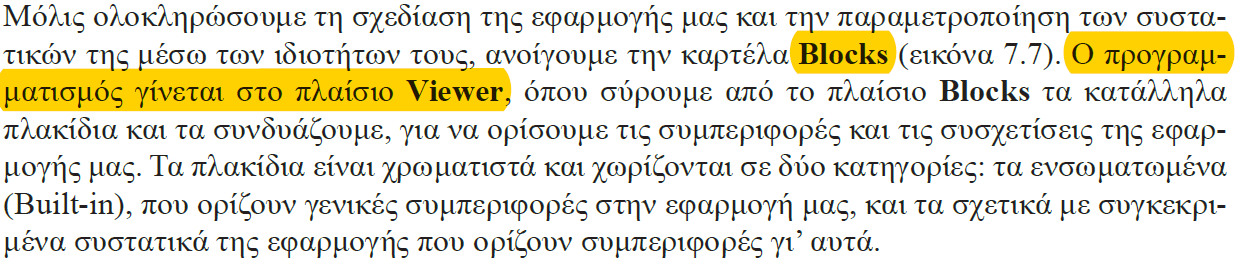 Μόλις ολοκληρώσουμε τη σχεδίαση της εφαρμογής μας και την παραμετροποίηση των συστα-
τικών της μέσω των ιδιοτήτων τους, ανοίγουμε την καρτέλα Blocks (εικόνα 7.7). Ο προγραμ-
ματισμός γίνεται στο πλαίσιο Viewer, όπου σύρουμε από το πλαίσιο Blocks τα κατάλληλα
πλακίδια και τα συνδυάζουμε, για να ορίσουμε τις συμπεριφορές και τις συσχετίσεις της εφαρ-
μογής μας. Τα πλακίδια είναι χρωματιστά και χωρίζονται σε δύο κατηγορίες: τα ενσωματωμένα
(Built-in), που ορίζουν γενικές συμπεριφορές στην εφαρμογή μας, και τα σχετικά με συγκεκρι-
μένα συστατικά της εφαρμογής που ορίζουν συμπεριφορές γι’ αυτά.